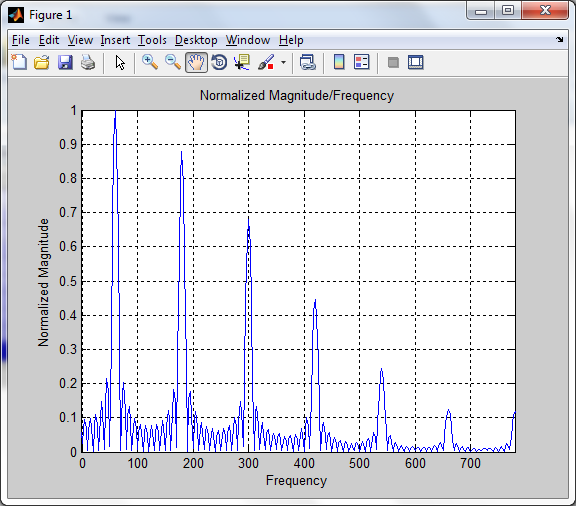 Figure 1
File Edit View Insert Tools Desktop Window Help
Normalized Magnitude/Frequency
1
0.9
0.8
0.7
0.6
0.5
0.4
0.3
0.2
0.1
0
Normalized Magnitude
0 100 200 300 400 500 600 700
Frequency